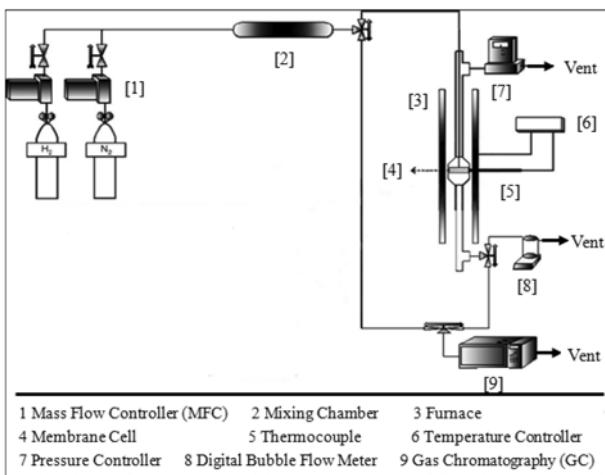 [1]
[2]
H2
N2
[3]
[7]
Vent
[6]
[4]
[5]
Vent
[8]
Vent
[9]
1 Mass Flow Controller (MFC) 2 Mixing Chamber 3 Furnace
4 Membrane Cell 5 Thermocouple 6 Temperature Controller
7 Pressure Controller 8 Digital Bubble Flow Meter 9 Gas Chromatography (GC)